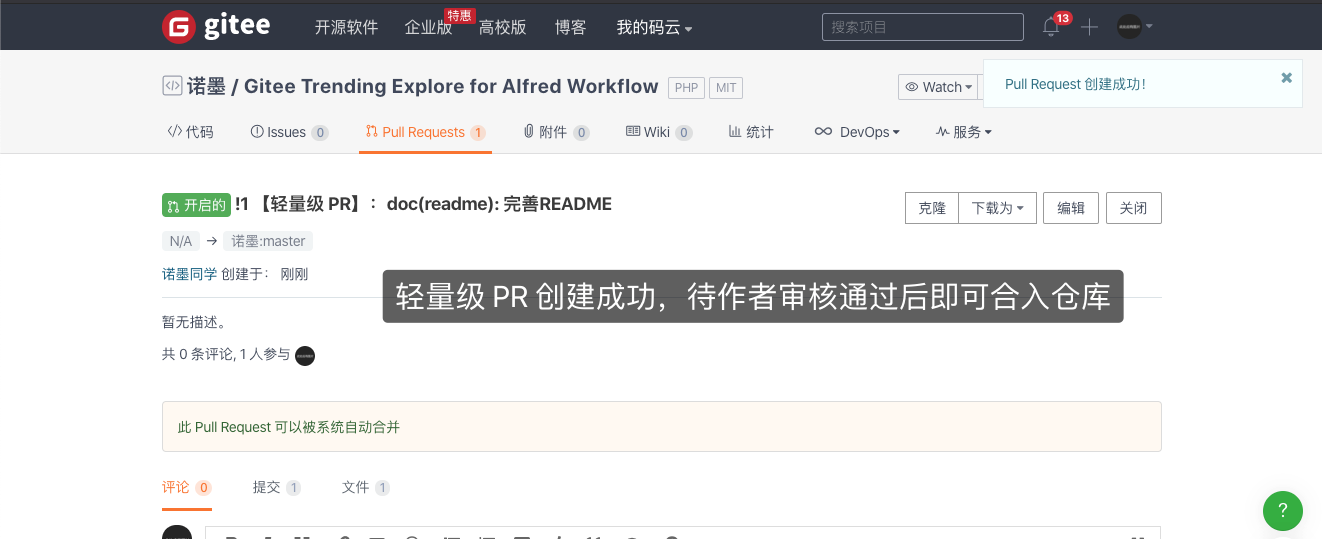 gitee 开源软件 企业版 特惠 高校版 博客 我的码云 搜索项目 13
诺墨 / Gitee Trending Explore for Alfred Workflow PHP MIT Watch
Pull Request 创建成功!
代码 Issues 0 Pull Requests 1 附件 0 Wiki 0 统计 DevOps 服务
开启的 !1 【轻量级 PR】：doc(readme): 完善README 克隆 下载为 编辑 关闭
N/A → 诺墨:master
诺墨同学 创建于： 刚刚
轻量级 PR 创建成功，待作者审核通过后即可合入仓库
暂无描述。
共 0 条评论, 1 人参与
此 Pull Request 可以被系统自动合并
评论 0 提交 1 文件 1
?